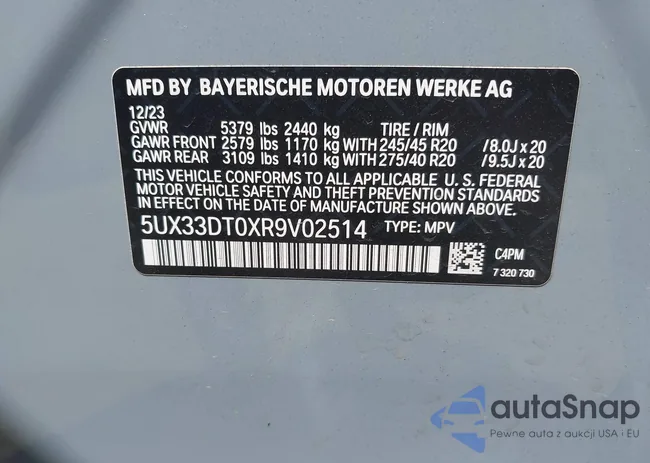 MFD BY BAYERISCHE MOTOREN WERKE AG
12/23
GVWR 5379 lbs 2440 kg TIRE / RIM
GAWR FRONT 2579 lbs 1170 kg WITH 245/45 R20 /8.0J x 20
GAWR REAR 3109 lbs 1410 kg WITH 275/40 R20 /9.5J x 20
THIS VEHICLE CONFORMS TO ALL APPLICABLE U. S. FEDERAL
MOTOR VEHICLE SAFETY AND THEFT PREVENTION STANDARDS
IN EFFECT ON THE DATE OF MANUFACTURE SHOWN ABOVE.
5UX33DT0XR9V02514 TYPE: MPV
C4PM
7 320 730
autaSnap
Pewne auta z aukcji USA i EU